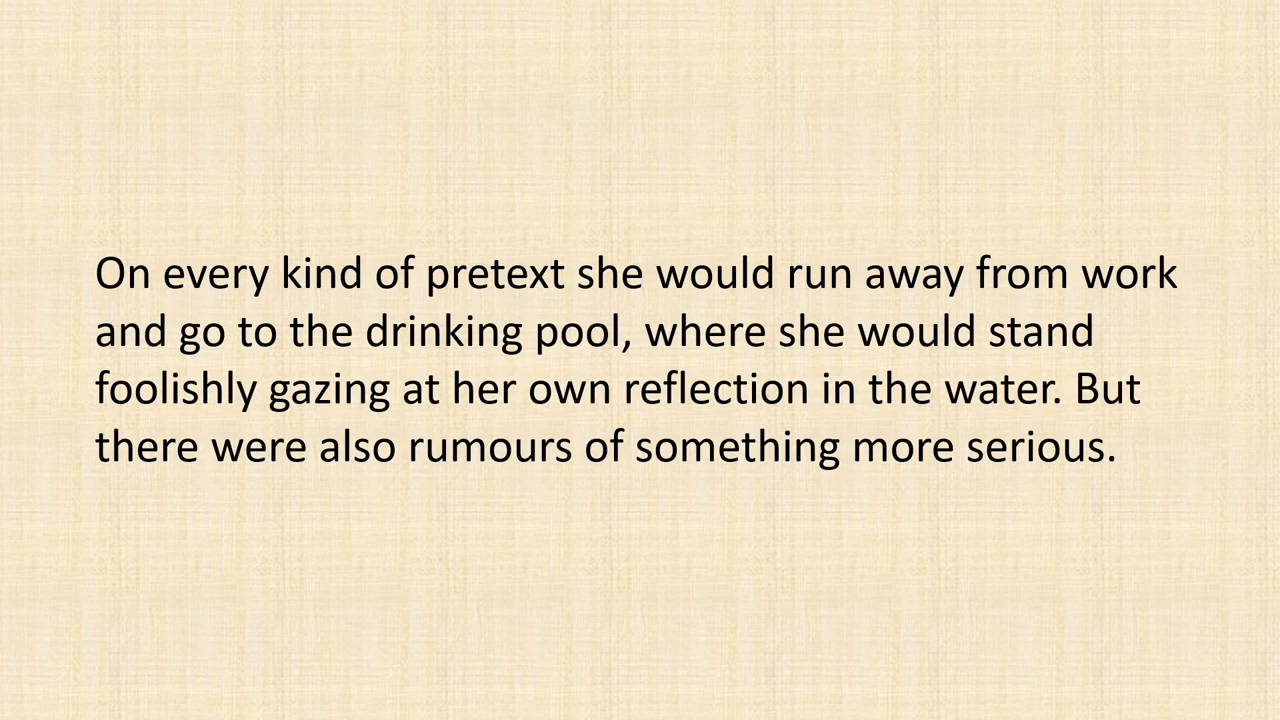 On every kind of pretext she would run away from work
and go to the drinking pool, where she would stand
foolishly gazing at her own reflection in the water. But
there were also rumours of something more serious.